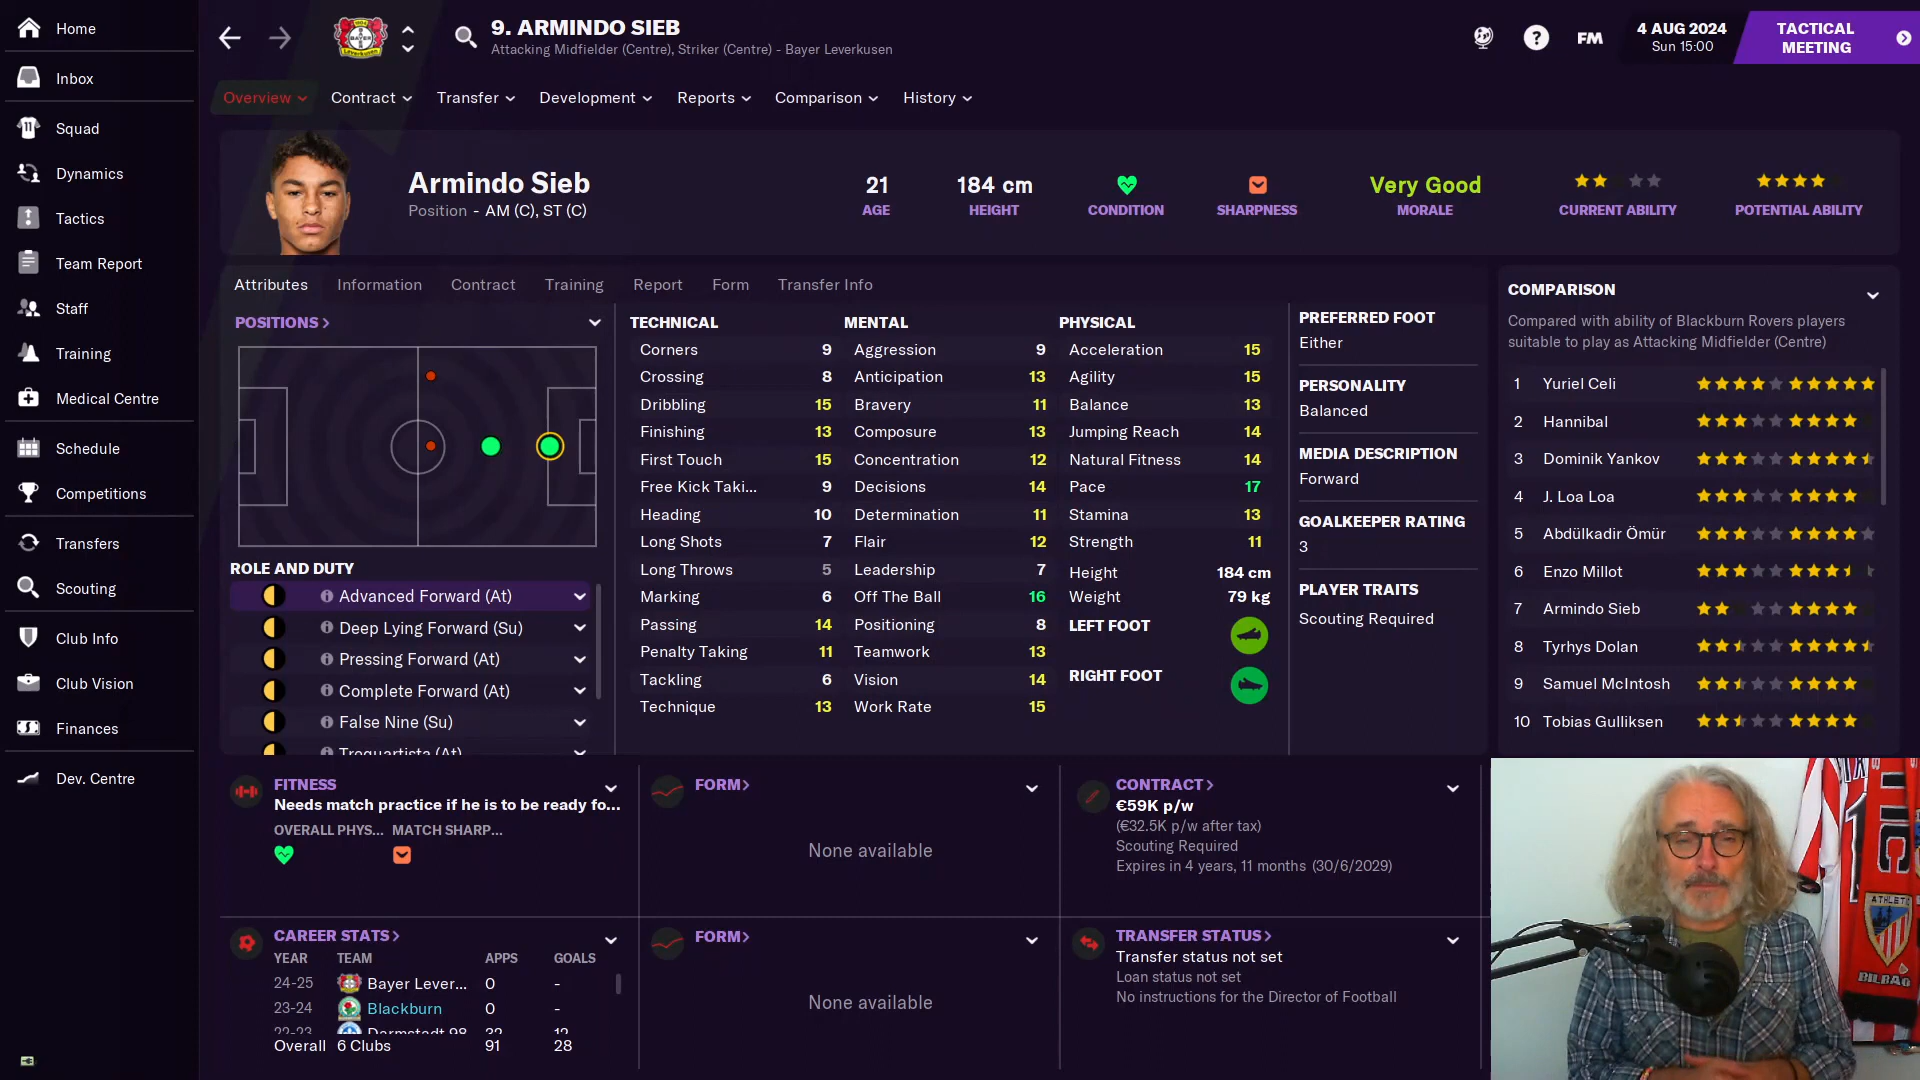 Home
Inbox
Squad
Dynamics
Tactics
Team Report
Staff
Training
Medical Centre
Schedule
Competitions
Transfers
Scouting
Club Info
Club Vision
Finances
Dev. Centre
9. ARMINDO SIEB
Attacking Midfielder (Centre), Striker (Centre) - Bayer Leverkusen
FM
4 AUG 2024
Sun 15:00
TACTICAL
MEETING
Overview Contract Transfer Development Reports Comparison History
Armindo Sieb
Position - AM (C), ST (C)
21
AGE
184 cm
HEIGHT
CONDITION
SHARPNESS
Very Good
MORALE
CURRENT ABILITY
POTENTIAL ABILITY
Attributes Information Contract Training Report Form Transfer Info
POSITIONS >
ROLE AND DUTY
Advanced Forward (At)
Deep Lying Forward (Su)
Pressing Forward (At)
Complete Forward (At)
False Nine (Su)
Trequartista (At)
TECHNICAL
Corners 9
Crossing 8
Dribbling 15
Finishing 13
First Touch 15
Free Kick Taki... 9
Heading 10
Long Shots 7
Long Throws 5
Marking 6
Passing 14
Penalty Taking 11
Tackling 6
Technique 13
MENTAL
Aggression 9
Anticipation 13
Bravery 11
Composure 13
Concentration 12
Decisions 14
Determination 11
Flair 12
Leadership 7
Off The Ball 16
Positioning 8
Teamwork 13
Vision 14
Work Rate 15
PHYSICAL
Acceleration 15
Agility 15
Balance 13
Jumping Reach 14
Natural Fitness 14
Pace 17
Stamina 13
Strength 11
Height 184 cm
Weight 79 kg
LEFT FOOT
RIGHT FOOT
PREFERRED FOOT
Either
PERSONALITY
Balanced
MEDIA DESCRIPTION
Forward
GOALKEEPER RATING
3
PLAYER TRAITS
Scouting Required
COMPARISON
Compared with ability of Blackburn Rovers players
suitable to play as Attacking Midfielder (Centre)
1 Yuriel Celi
2 Hannibal
3 Dominik Yankov
4 J. Loa Loa
5 Abdülkadir Ömür
6 Enzo Millot
7 Armindo Sieb
8 Tyrhys Dolan
9 Samuel McIntosh
10 Tobias Gulliksen
FITNESS
Needs match practice if he is to be ready fo...
OVERALL PHYS... MATCH SHARP...
FORM >
None available
CONTRACT >
€59K p/w
(€32.5K p/w after tax)
Scouting Required
Expires in 4 years, 11 months (30/6/2029)
CAREER STATS >
YEAR TEAM APPS GOALS
24-25 Bayer Lever... 0 -
23-24 Blackburn 0 -
22-23 Darmstadt 98 32 12
Overall 6 Clubs 91 28
FORM >
None available
TRANSFER STATUS >
Transfer status not set
Loan status not set
No instructions for the Director of Football
ATHLETIC
BILBAO